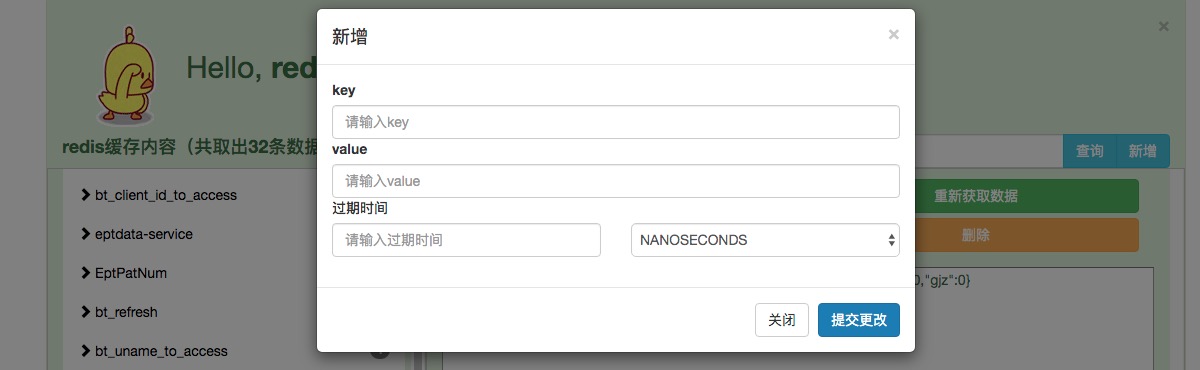 新增
×
×
Hello, red
key
请输入key
redis缓存内容（共取出32条数据
value
查询
新增
请输入value
bt_client_id_to_access
重新获取数据
过期时间
eptdata-service
请输入过期时间
NANOSECONDS
删除
EptPatNum
0,"gjz":0}
bt_refresh
关闭
提交更改
bt_uname_to_access